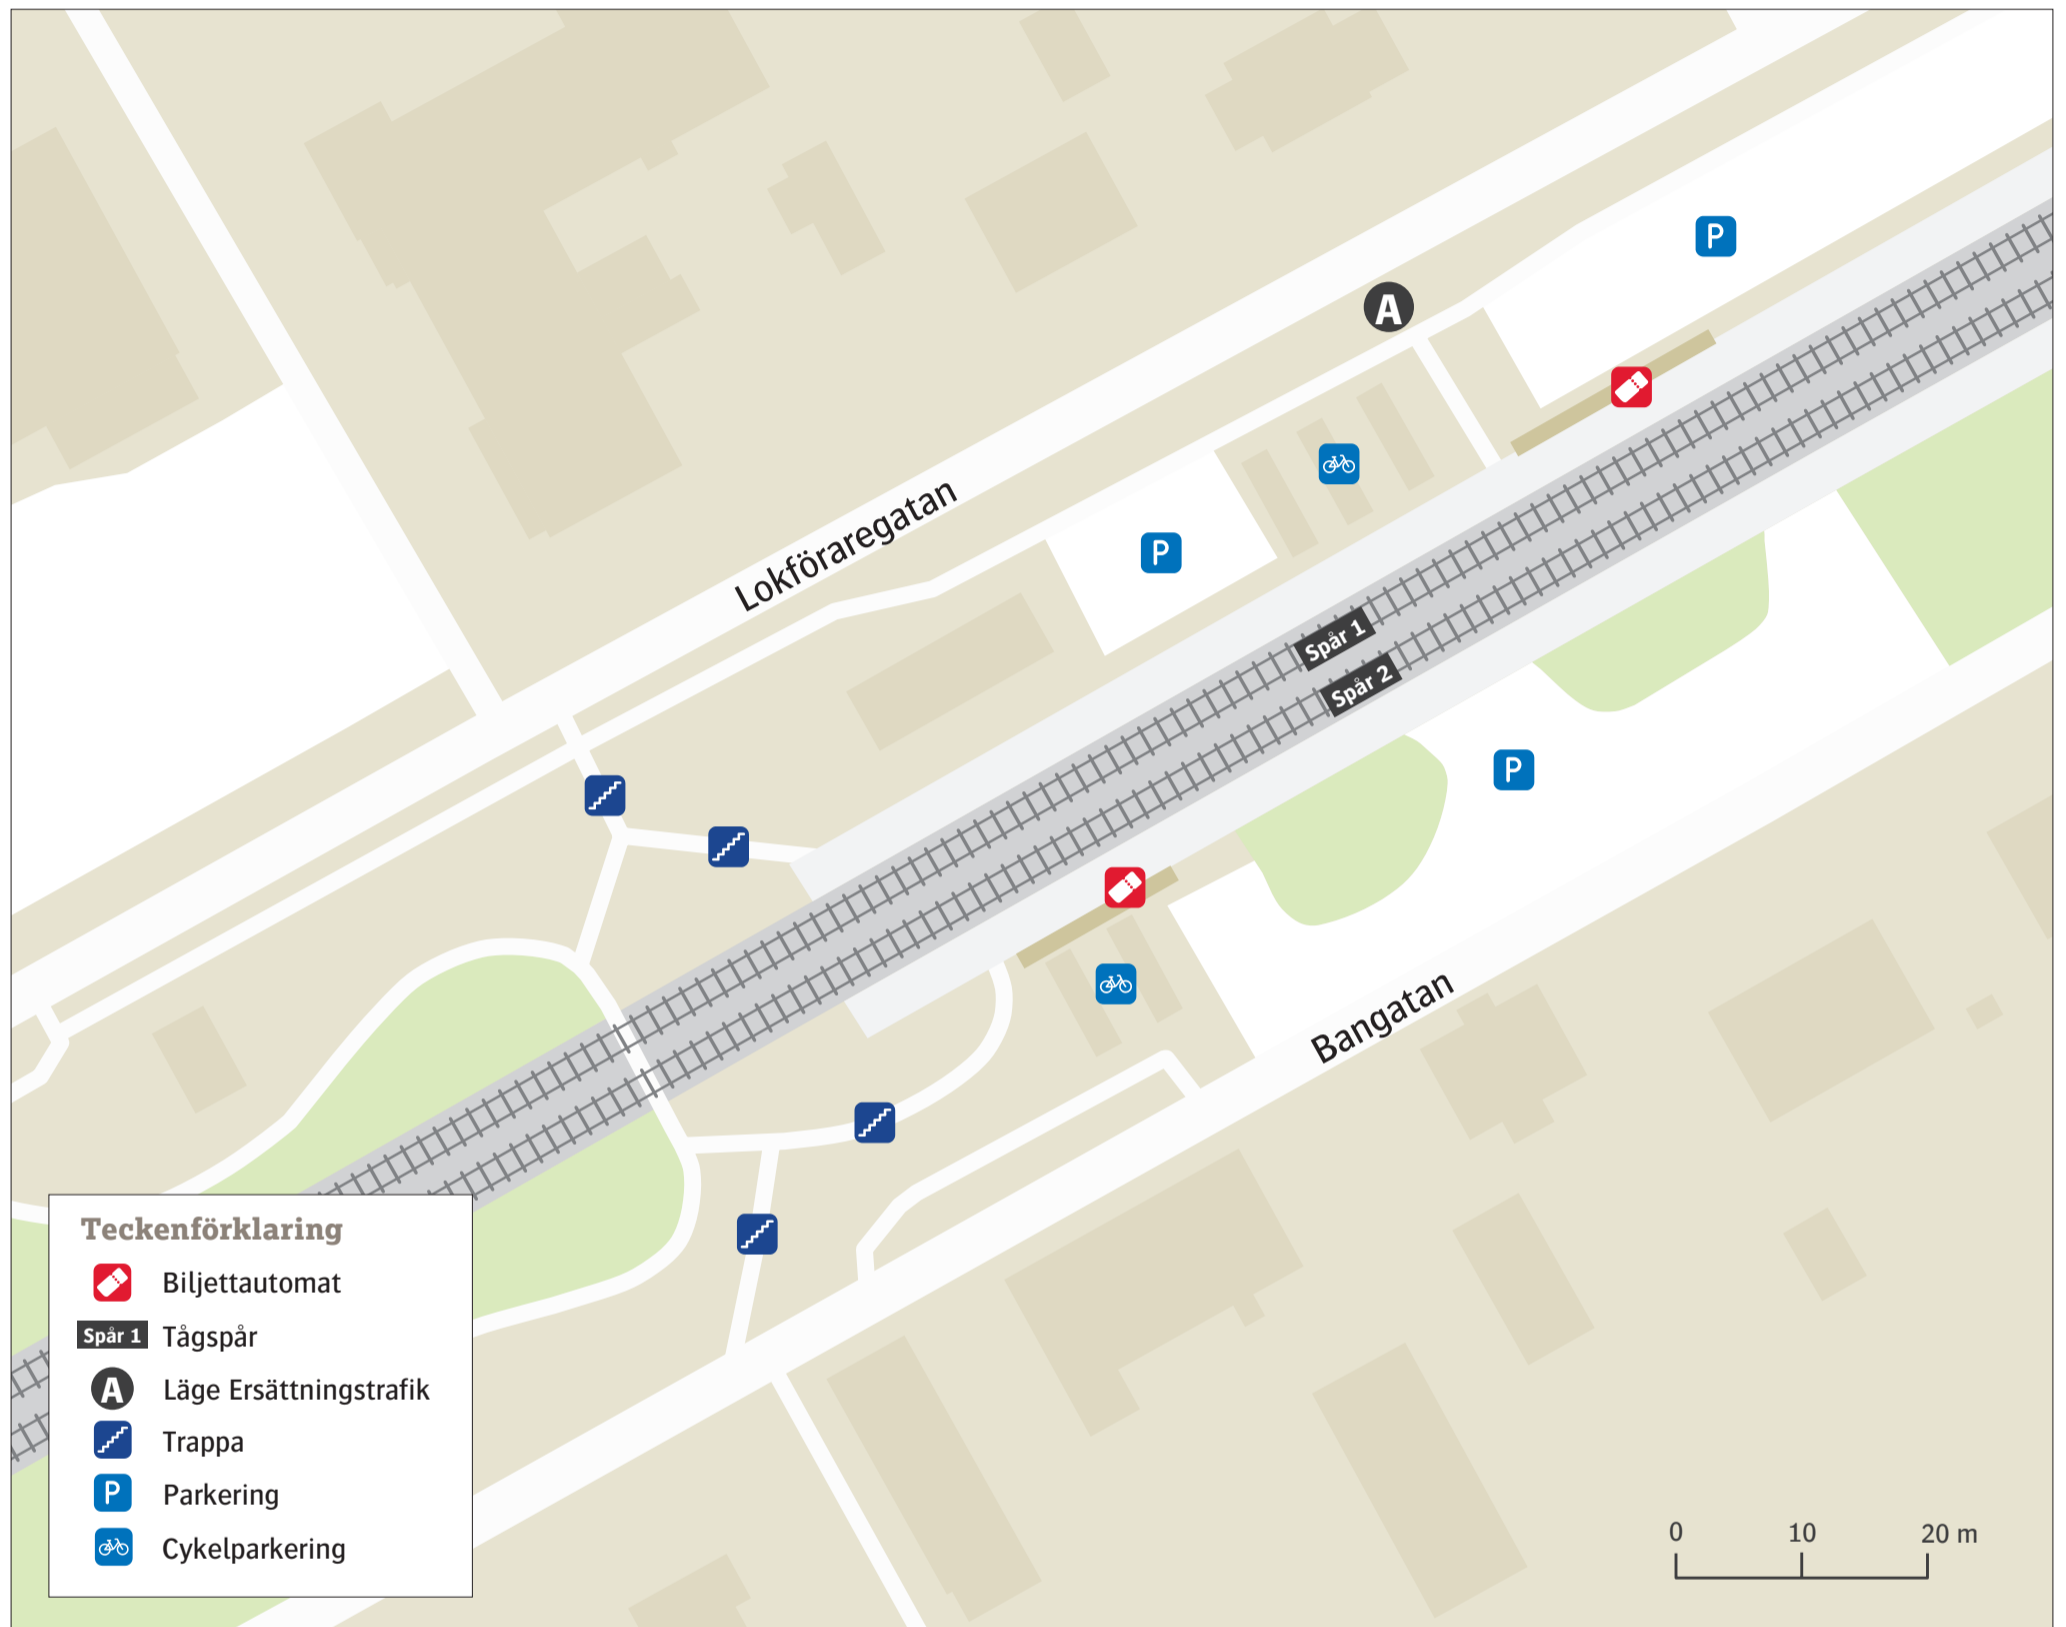 A
P
Lokföraregatan
P
Spår 1
Spår 2
P
Bangatan
Teckenförklaring
Biljettautomat
Spår 1 Tågspår
A Läge Ersättningstrafik
Trappa
P Parkering
Cykelparkering
0 10 20 m